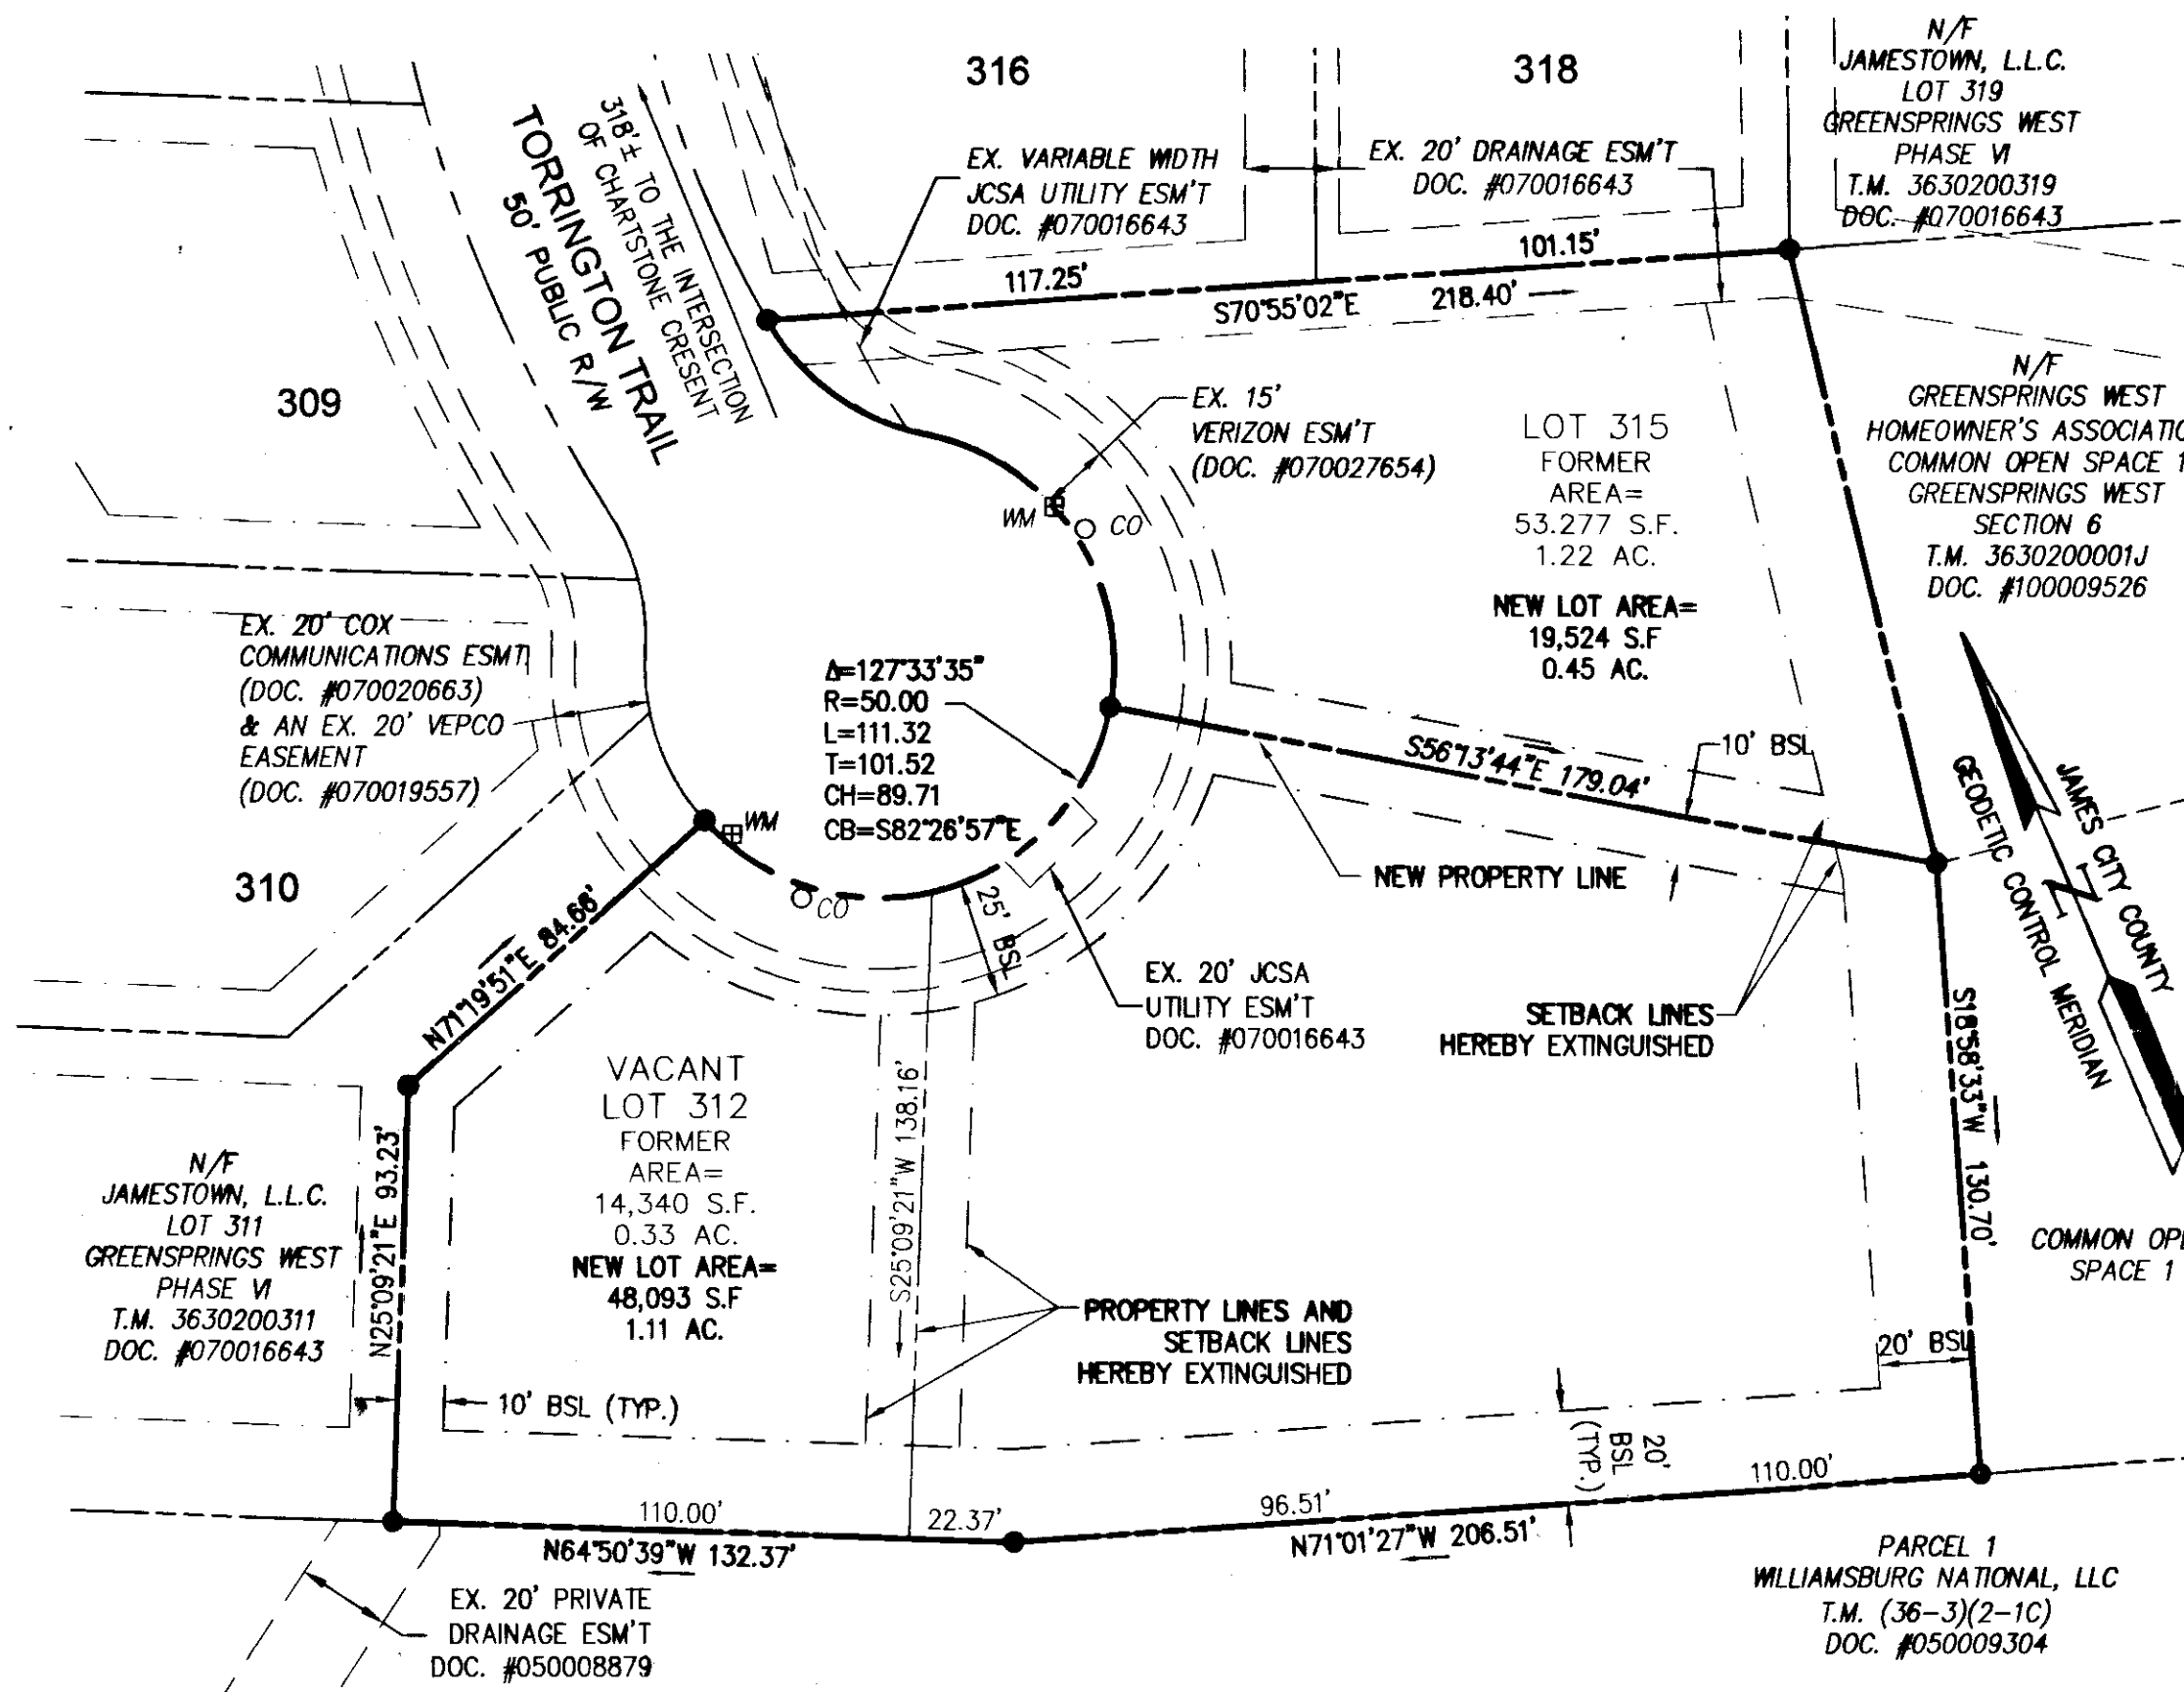 316
318
N/F
JAMESTOWN, L.L.C.
LOT 319
GREENSPRINGS WEST
PHASE VI
T.M. 3630200319
DOC. #070016643
TORRINGTON TRAIL
50' PUBLIC R/W
318'± TO THE INTERSECTION
OF CHARTSTONE CRESENT
EX. VARIABLE WIDTH
JCSA UTILITY ESM'T
DOC. #070016643
EX. 20' DRAINAGE ESM'T
DOC. #070016643
101.15'
117.25'
S70°55'02"E 218.40'
309
EX. 15'
VERIZON ESM'T
(DOC. #070027654)
WM
CO
LOT 315
FORMER
AREA=
53.277 S.F.
1.22 AC.
NEW LOT AREA=
19,524 S.F
0.45 AC.
N/F
GREENSPRINGS WEST
HOMEOWNER'S ASSOCIATIO
COMMON OPEN SPACE 1
GREENSPRINGS WEST
SECTION 6
T.M. 3630200001J
DOC. #100009526
EX. 20' COX
COMMUNICATIONS ESMT
(DOC. #070020663)
& AN EX. 20' VEPCO
EASEMENT
(DOC. #070019557)
Δ=127°33'35"
R=50.00
L=111.32
T=101.52
CH=89.71
CB=S82°26'57"E
S56°13'44"E 179.04'
10' BSL
JAMES CITY COUNTY
GEODETIC CONTROL MERIDIAN
N
WM
CO
310
N71°19'51"E 84.66'
25' BSL
NEW PROPERTY LINE
EX. 20' JCSA
UTILITY ESM'T
DOC. #070016643
SETBACK LINES
HEREBY EXTINGUISHED
S18°58'33"W 130.70'
VACANT
LOT 312
FORMER
AREA=
14,340 S.F.
0.33 AC.
NEW LOT AREA=
48,093 S.F
1.11 AC.
S25°09'21"W 138.16'
N/F
JAMESTOWN, L.L.C.
LOT 311
GREENSPRINGS WEST
PHASE VI
T.M. 3630200311
DOC. #070016643
N25°09'21"E 93.23'
COMMON OPE
SPACE 1
PROPERTY LINES AND
SETBACK LINES
HEREBY EXTINGUISHED
20' BSL
10' BSL (TYP.)
20'
BSL
(TYP.)
110.00'
22.37'
96.51'
110.00'
N64°50'39"W 132.37'
N71°01'27"W 206.51'
EX. 20' PRIVATE
DRAINAGE ESM'T
DOC. #050008879
PARCEL 1
WILLIAMSBURG NATIONAL, LLC
T.M. (36-3)(2-1C)
DOC. #050009304